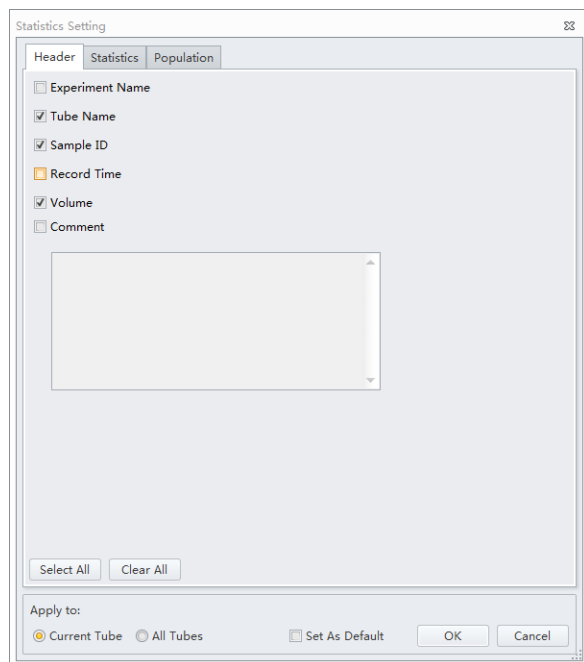 Statistics Setting
Header Statistics Population
Experiment Name
Tube Name
Sample ID
Record Time
Volume
Comment
Select All Clear All
Apply to:
Current Tube All Tubes Set As Default OK Cancel